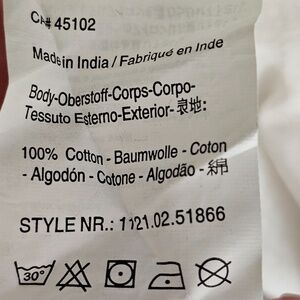 CA# 45102
Made in India / Fabriqué en Inde
Body-Oberstoff-Corps-Corpo-
Tessuto Esterno-Exterior-表地:
100% Cotton - Baumwolle - Coton
- Algodón - Cotone - Algodão - 綿
STYLE NR.: 1121.02.51866
30°